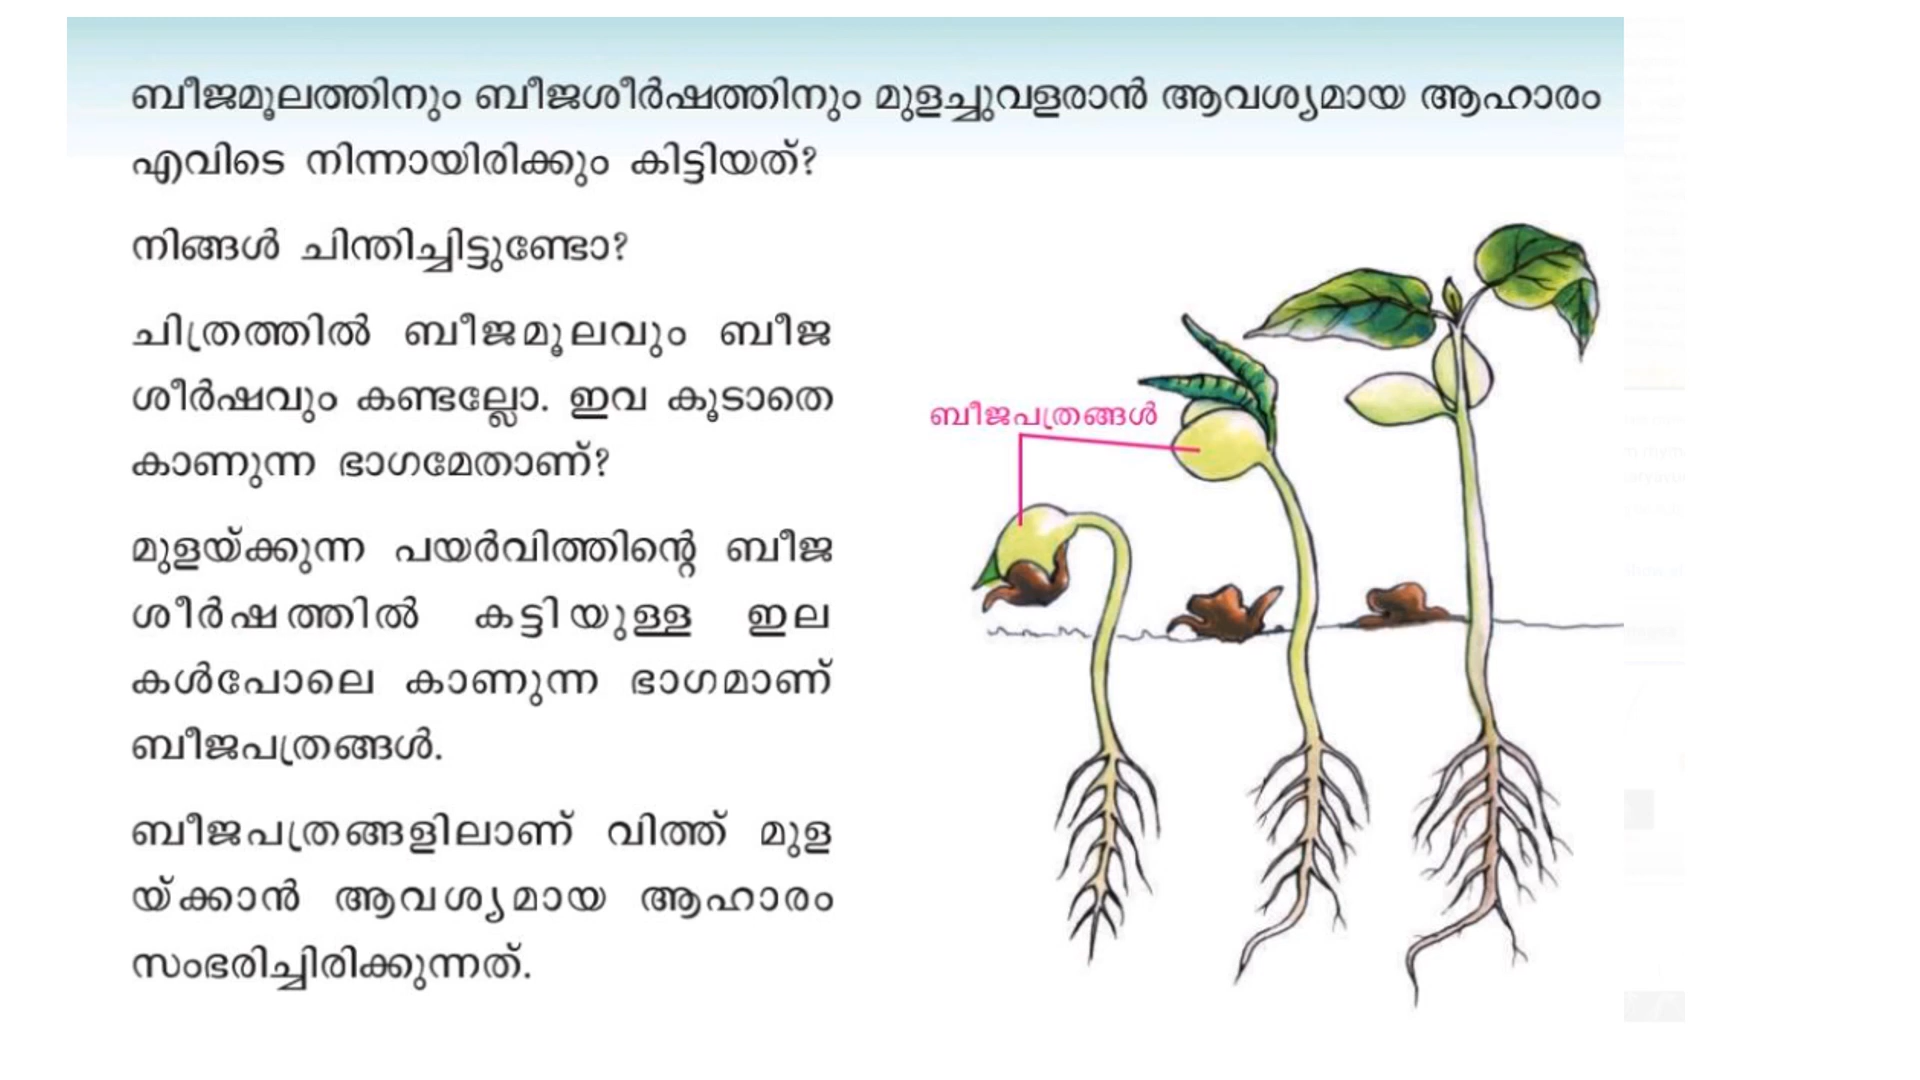 ബീജമൂലത്തിനും ബീജശീർഷത്തിനും മുളച്ചുവളരാൻ ആവശ്യമായ ആഹാരം
എവിടെ നിന്നായിരിക്കും കിട്ടിയത്?
നിങ്ങൾ ചിന്തിച്ചിട്ടുണ്ടോ?
ചിത്രത്തിൽ ബീജമൂലവും ബീജ
ശീർഷവും കണ്ടല്ലോ. ഇവ കൂടാതെ
കാണുന്ന ഭാഗമേതാണ്?
മുളയ്ക്കുന്ന പയർവിത്തിന്റെ ബീജ
ശീർഷത്തിൽ കട്ടിയുള്ള ഇല
കൾപോലെ കാണുന്ന ഭാഗമാണ്
ബീജപത്രങ്ങൾ.
ബീജപത്രങ്ങളിലാണ് വിത്ത് മുള
യ്ക്കാൻ ആവശ്യമായ ആഹാരം
സംഭരിച്ചിരിക്കുന്നത്.
ബീജപത്രങ്ങൾ